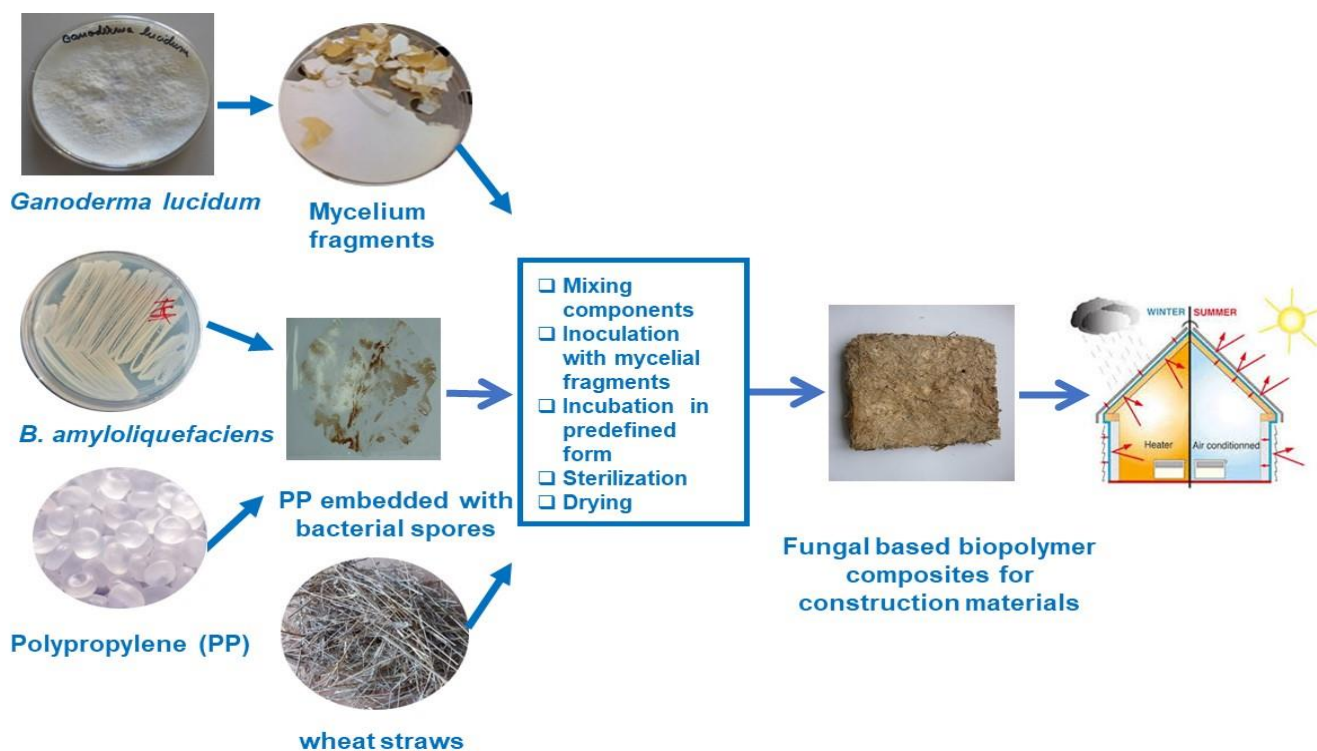 Ganoderma lucidum
Ganoderma lucidum
Mycelium
fragments
B. amyloliquefaciens
PP embedded with
bacterial spores
Polypropylene (PP)
wheat straws
❑ Mixing
components
❑ Inoculation
with mycelial
fragments
❑ Incubation in
predefined
form
❑ Sterilization
❑ Drying
Fungal based biopolymer
composites for
construction materials
WINTER SUMMER
Heater
Air conditionned